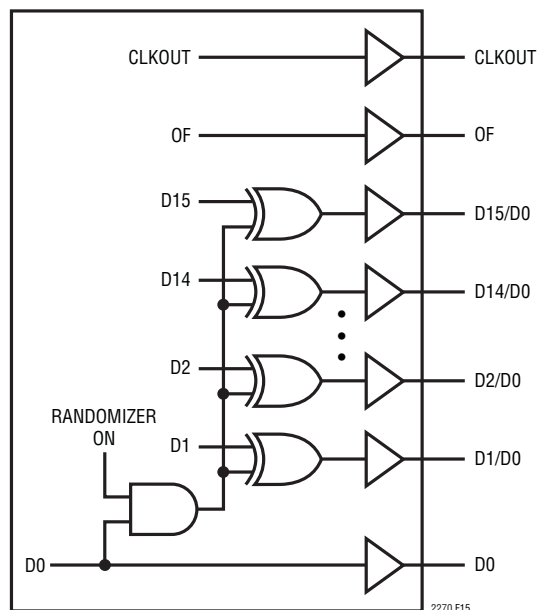 CLKOUT CLKOUT
OF OF
D15 D15/D0
D14 D14/D0
D2 D2/D0
RANDOMIZER
ON
D1 D1/D0
D0 D0
2270 F15